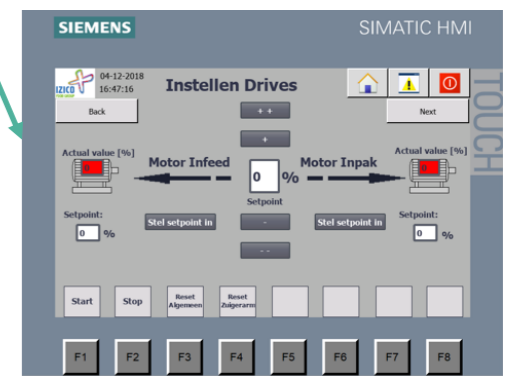 SIEMENS
SIMATIC HMI
TOUCH
IZICO
04-12-2018
16:47:16
Instellen Drives
Back
+ +
Next
+
Actual value [%]
Motor Infeed
0
%
Motor Inpak
Actual value [%]
0
0
Setpoint
Setpoint:
Stel setpoint in
-
Stel setpoint in
Setpoint:
0 %
0 %
- -
Start
Stop
Reset
Algemeen
Reset
Zuigerarm
F1
F2
F3
F4
F5
F6
F7
F8